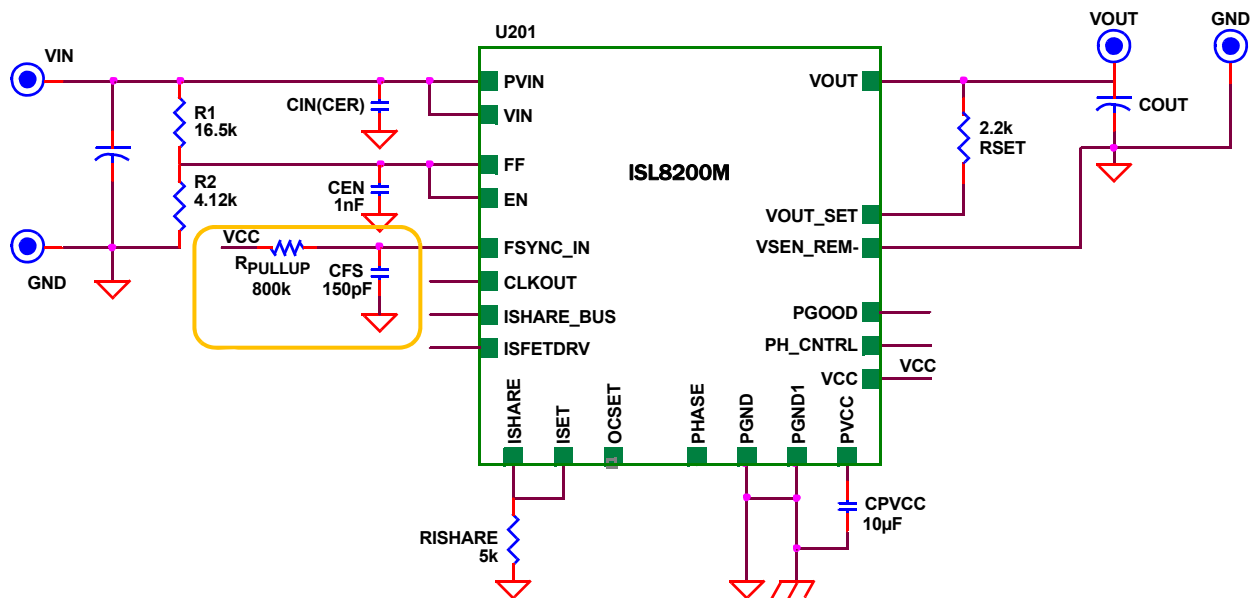 U201
VIN
GND
R1
16.5k
R2
4.12k
CIN(CER)
CEN
1nF
VCC
RPULLUP
800k
CFS
150pF
PVIN
VIN
FF
EN
FSYNC_IN
CLKOUT
ISHARE_BUS
ISFETDRV
ISL8200M
VOUT
VOUT_SET
VSEN_REM-
PGOOD
PH_CNTRL
VCC
VCC
VOUT
GND
COUT
2.2k
RSET
ISHARE
ISET
OCSET
PHASE
PGND
PGND1
PVCC
RISHARE
5k
CPVCC
10µF